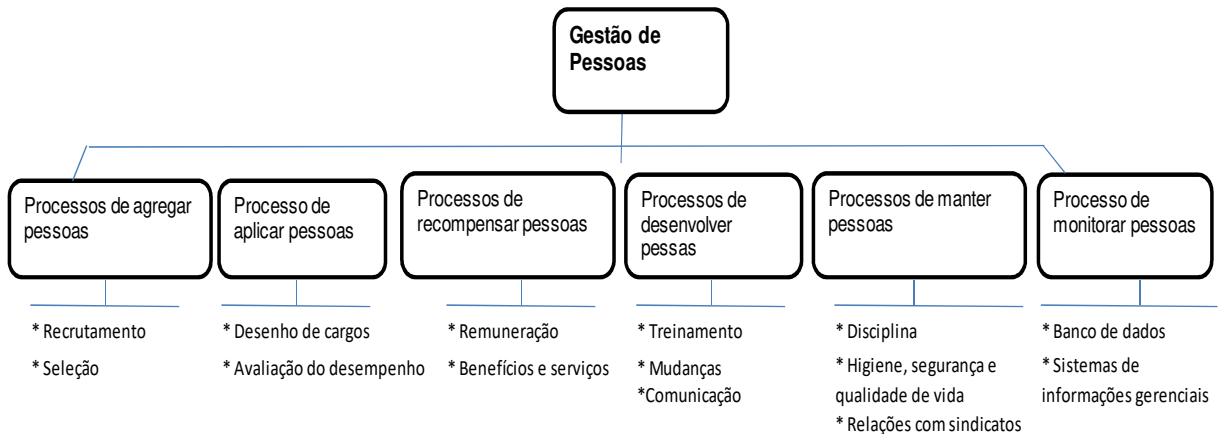 Gestão de
Pessoas
Processos de agregar
pessoas
Processo de
aplicar pessoas
Processos de
recompensar pessoas
Processos de
desenvolver
pessas
Processos de manter
pessoas
Processo de
monitorar pessoas
* Recrutamento
* Seleção
* Desenho de cargos
* Avaliação do desempenho
* Remuneração
* Benefícios e serviços
* Treinamento
* Mudanças
*Comunicação
* Disciplina
* Higiene, segurança e
qualidade de vida
* Relações com sindicatos
* Banco de dados
* Sistemas de
informações gerenciais